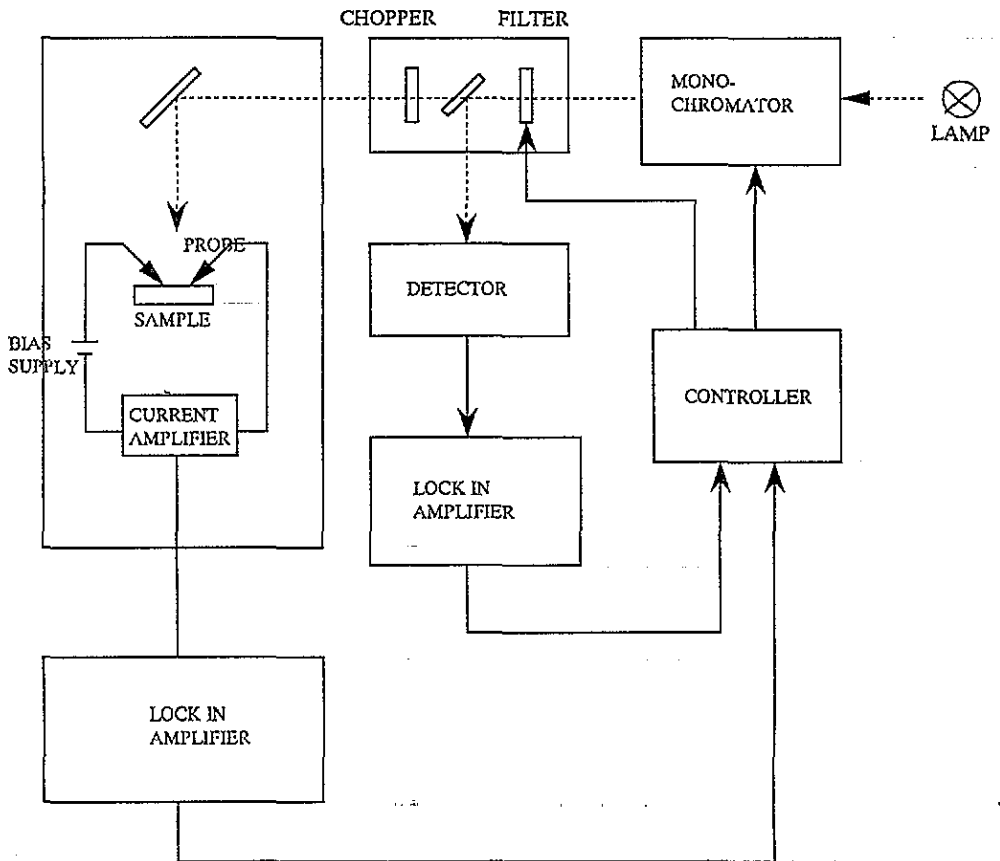 CHOPPER
FILTER
MONO-
CHROMATOR
LAMP
PROBE
SAMPLE
DETECTOR
BIAS
SUPPLY
CONTROLLER
CURRENT
AMPLIFIER
LOCK IN
AMPLIFIER
LOCK IN
AMPLIFIER